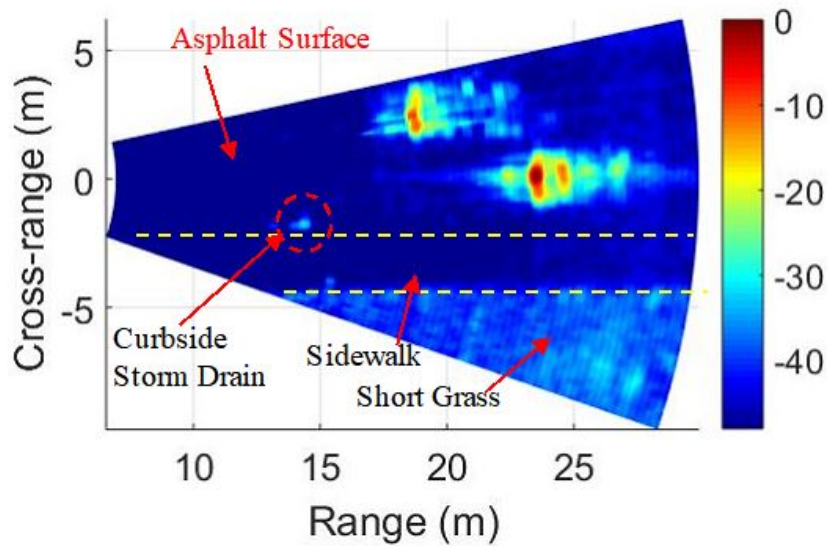 Asphalt Surface
5
0
-5
Cross-range (m)
Curbside
Storm Drain
Sidewalk
Short Grass
10
15
20
25
Range (m)
0
-10
-20
-30
-40